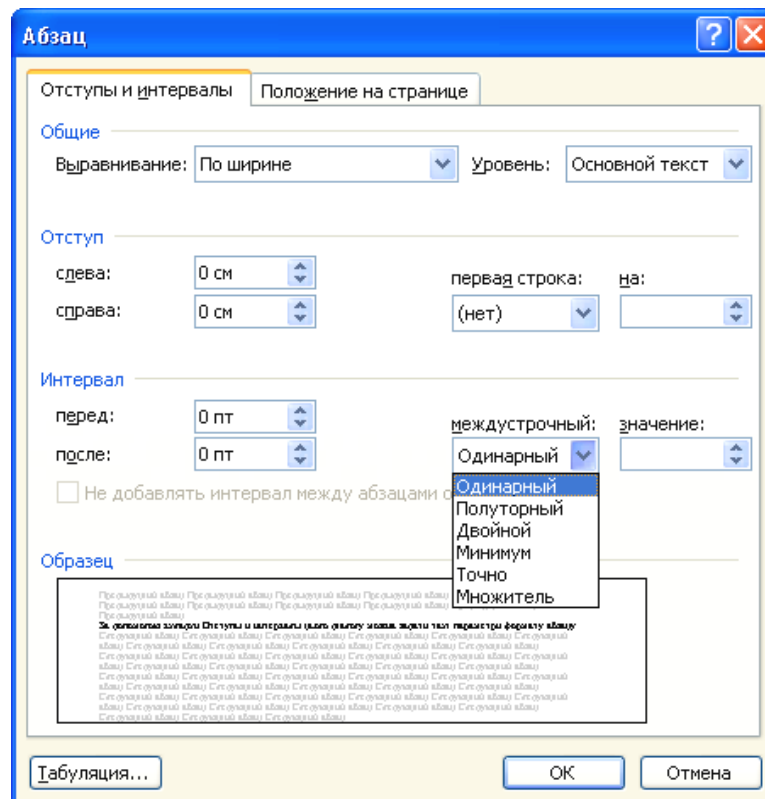 Абзац
Отступы и интервалы Положение на странице
Общие
Выравнивание: По ширине Уровень: Основной текст
Отступ
слева: 0 см первая строка: на:
справа: 0 см (нет)
Интервал
перед: 0 пт междустрочный: значение:
после: 0 пт Одинарный
Не добавлять интервал между абзацами о
Одинарный
Полуторный
Двойной
Минимум
Точно
Множитель
Образец
Табуляция... ОК Отмена